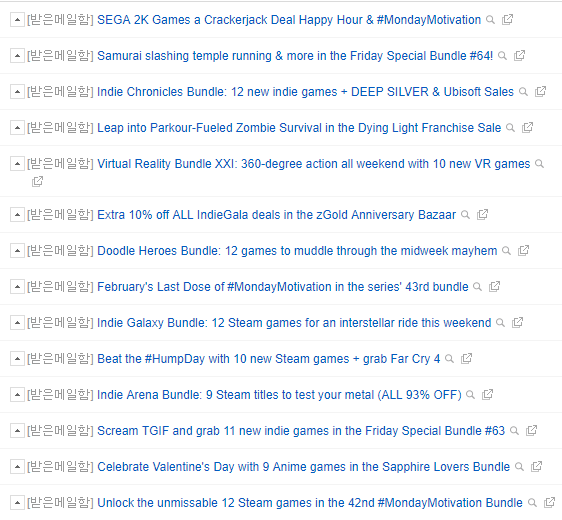 [받은메일함] SEGA 2K Games a Crackerjack Deal Happy Hour & #MondayMotivation
[받은메일함] Samurai slashing temple running & more in the Friday Special Bundle #64!
[받은메일함] Indie Chronicles Bundle: 12 new indie games + DEEP SILVER & Ubisoft Sales
[받은메일함] Leap into Parkour-Fueled Zombie Survival in the Dying Light Franchise Sale
[받은메일함] Virtual Reality Bundle XXI: 360-degree action all weekend with 10 new VR games
[받은메일함] Extra 10% off ALL IndieGala deals in the zGold Anniversary Bazaar
[받은메일함] Doodle Heroes Bundle: 12 games to muddle through the midweek mayhem
[받은메일함] February's Last Dose of #MondayMotivation in the series' 43rd bundle
[받은메일함] Indie Galaxy Bundle: 12 Steam games for an interstellar ride this weekend
[받은메일함] Beat the #HumpDay with 10 new Steam games + grab Far Cry 4
[받은메일함] Indie Arena Bundle: 9 Steam titles to test your metal (ALL 93% OFF)
[받은메일함] Scream TGIF and grab 11 new indie games in the Friday Special Bundle #63
[받은메일함] Celebrate Valentine's Day with 9 Anime games in the Sapphire Lovers Bundle
[받은메일함] Unlock the unmissable 12 Steam games in the 42nd #MondayMotivation Bundle